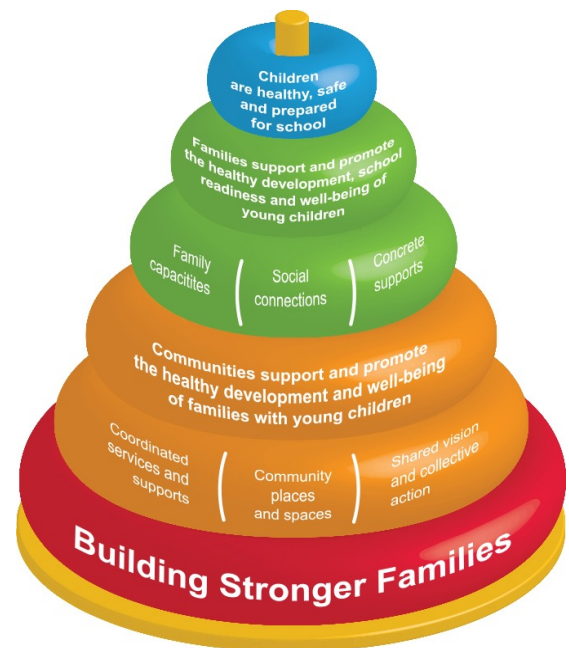 Children
are healthy, safe
and prepared
for school
Families support and promote
the healthy development, school
readiness and well-being of
young children
Family
capacitites
Social
connections
Concrete
supports
Communities support and promote
the healthy development and well-being
of families with young children
Coordinated
services and
supports
Community
places
and spaces
Shared vision
and collective
action
Building Stronger Families